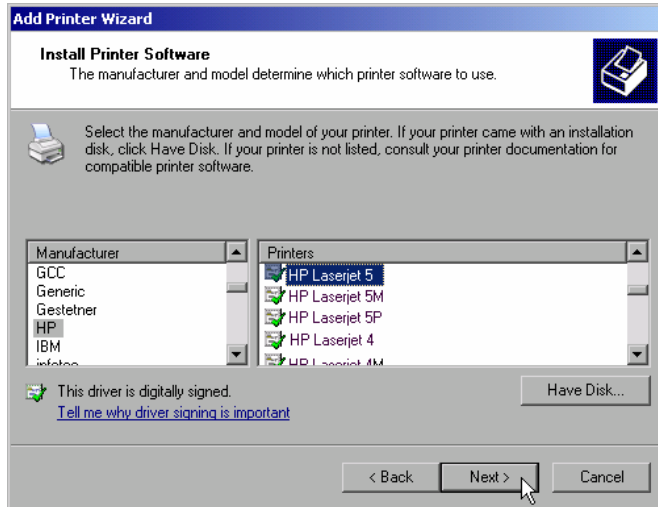 Add Printer Wizard
Install Printer Software
The manufacturer and model determine which printer software to use.
Select the manufacturer and model of your printer. If your printer came with an installation
disk, click Have Disk. If your printer is not listed, consult your printer documentation for
compatible printer software.
Manufacturer
GCC
Generic
Gestetner
HP
IBM
Printers
HP Laserjet 5
HP Laserjet 5M
HP Laserjet 5P
HP Laserjet 4
HP Laserjet 4M
This driver is digitally signed.
Tell me why driver signing is important
Have Disk...
< Back
Next >
Cancel